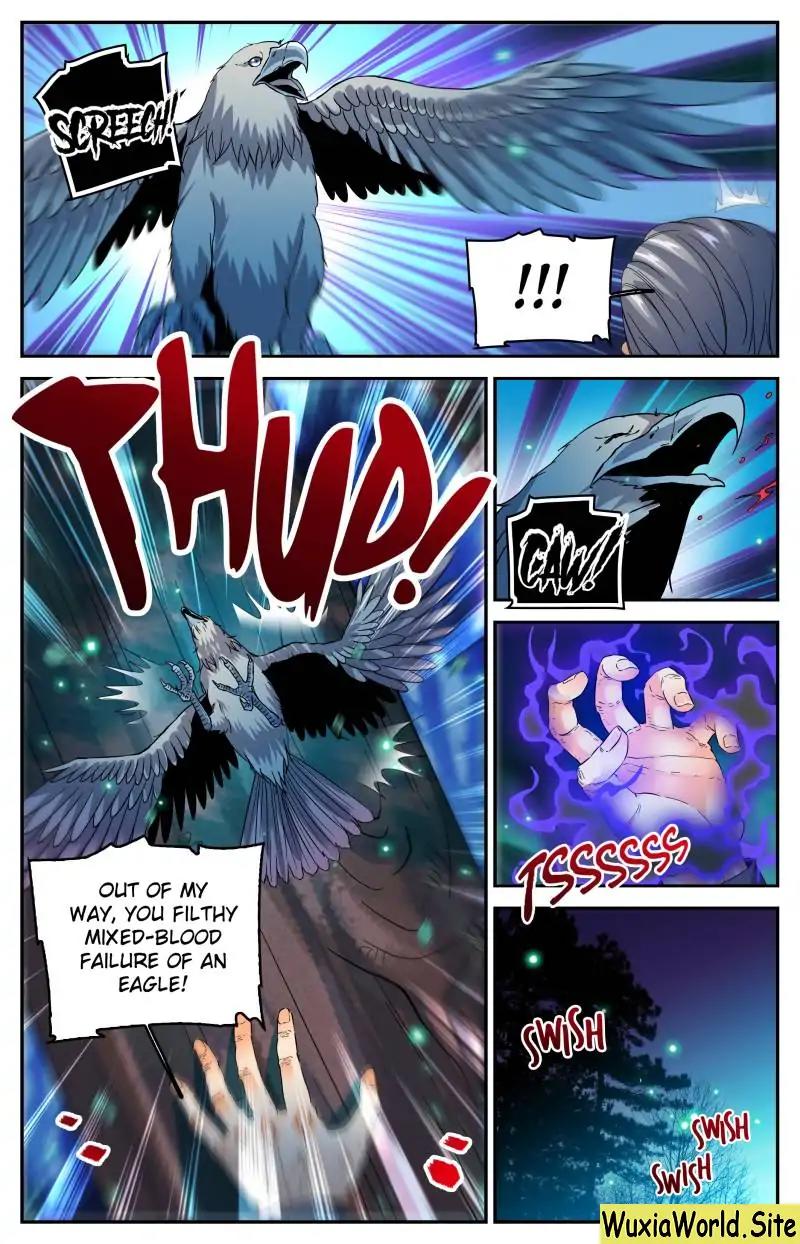 SCREECH!
!!!
THUD!
CAW!
TSSSSSS
OUT OF MY
WAY, YOU FILTHY
MIXED-BLOOD
FAILURE OF AN
EAGLE!
SWISH
SWISH
SWISH
WuxiaWorld.Site